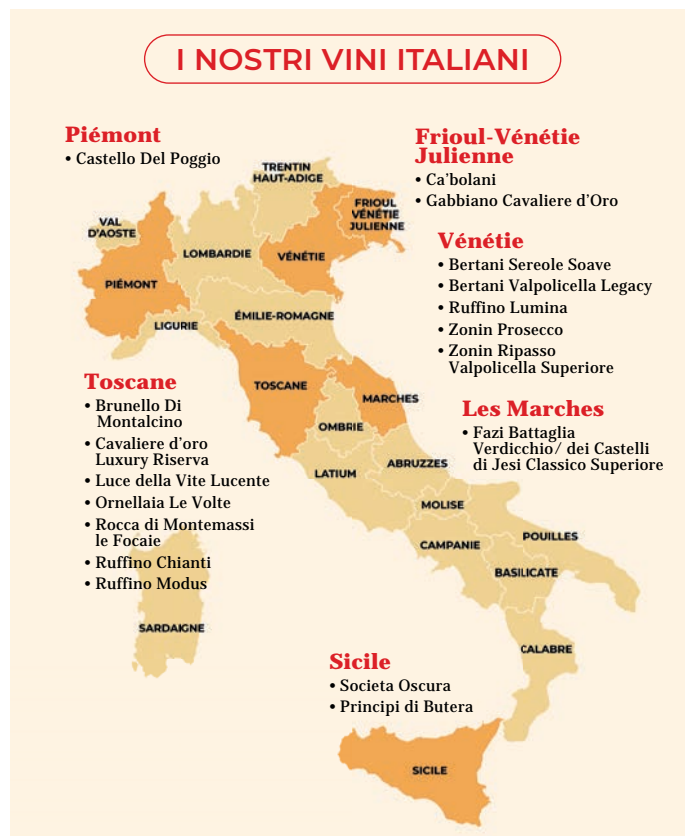 I NOSTRI VINI ITALIANI
Piémont
• Castello Del Poggio
Frioul-Vénétie
Julienne
• Ca’bolani
• Gabbiano Cavaliere d’Oro
Vénétie
• Bertani Sereole Soave
• Bertani Valpolicella Legacy
• Ruffino Lumina
• Zonin Prosecco
• Zonin Ripasso
Valpolicella Superiore
Les Marches
• Fazi Battaglia
Verdicchio/ dei Castelli
di Jesi Classico Superiore
Toscane
• Brunello Di
Montalcino
• Cavaliere d’oro
Luxury Riserva
• Luce della Vite Lucente
• Ornellaia Le Volte
• Rocca di Montemassi
le Focaie
• Ruffino Chianti
• Ruffino Modus
Sicile
• Societa Oscura
• Principi di Butera
TRENTIN
HAUT-ADIGE
FRIOUL
VÉNÉTIE
JULIENNE
VAL
D’AOSTE
LOMBARDIE
VÉNÉTIE
PIÉMONT
ÉMILIE-ROMAGNE
LIGURIE
TOSCANE
MARCHES
OMBRIE
LATIUM
ABRUZZES
MOLISE
CAMPANIE
POUILLES
BASILICATE
SARDAIGNE
CALABRE
SICILE